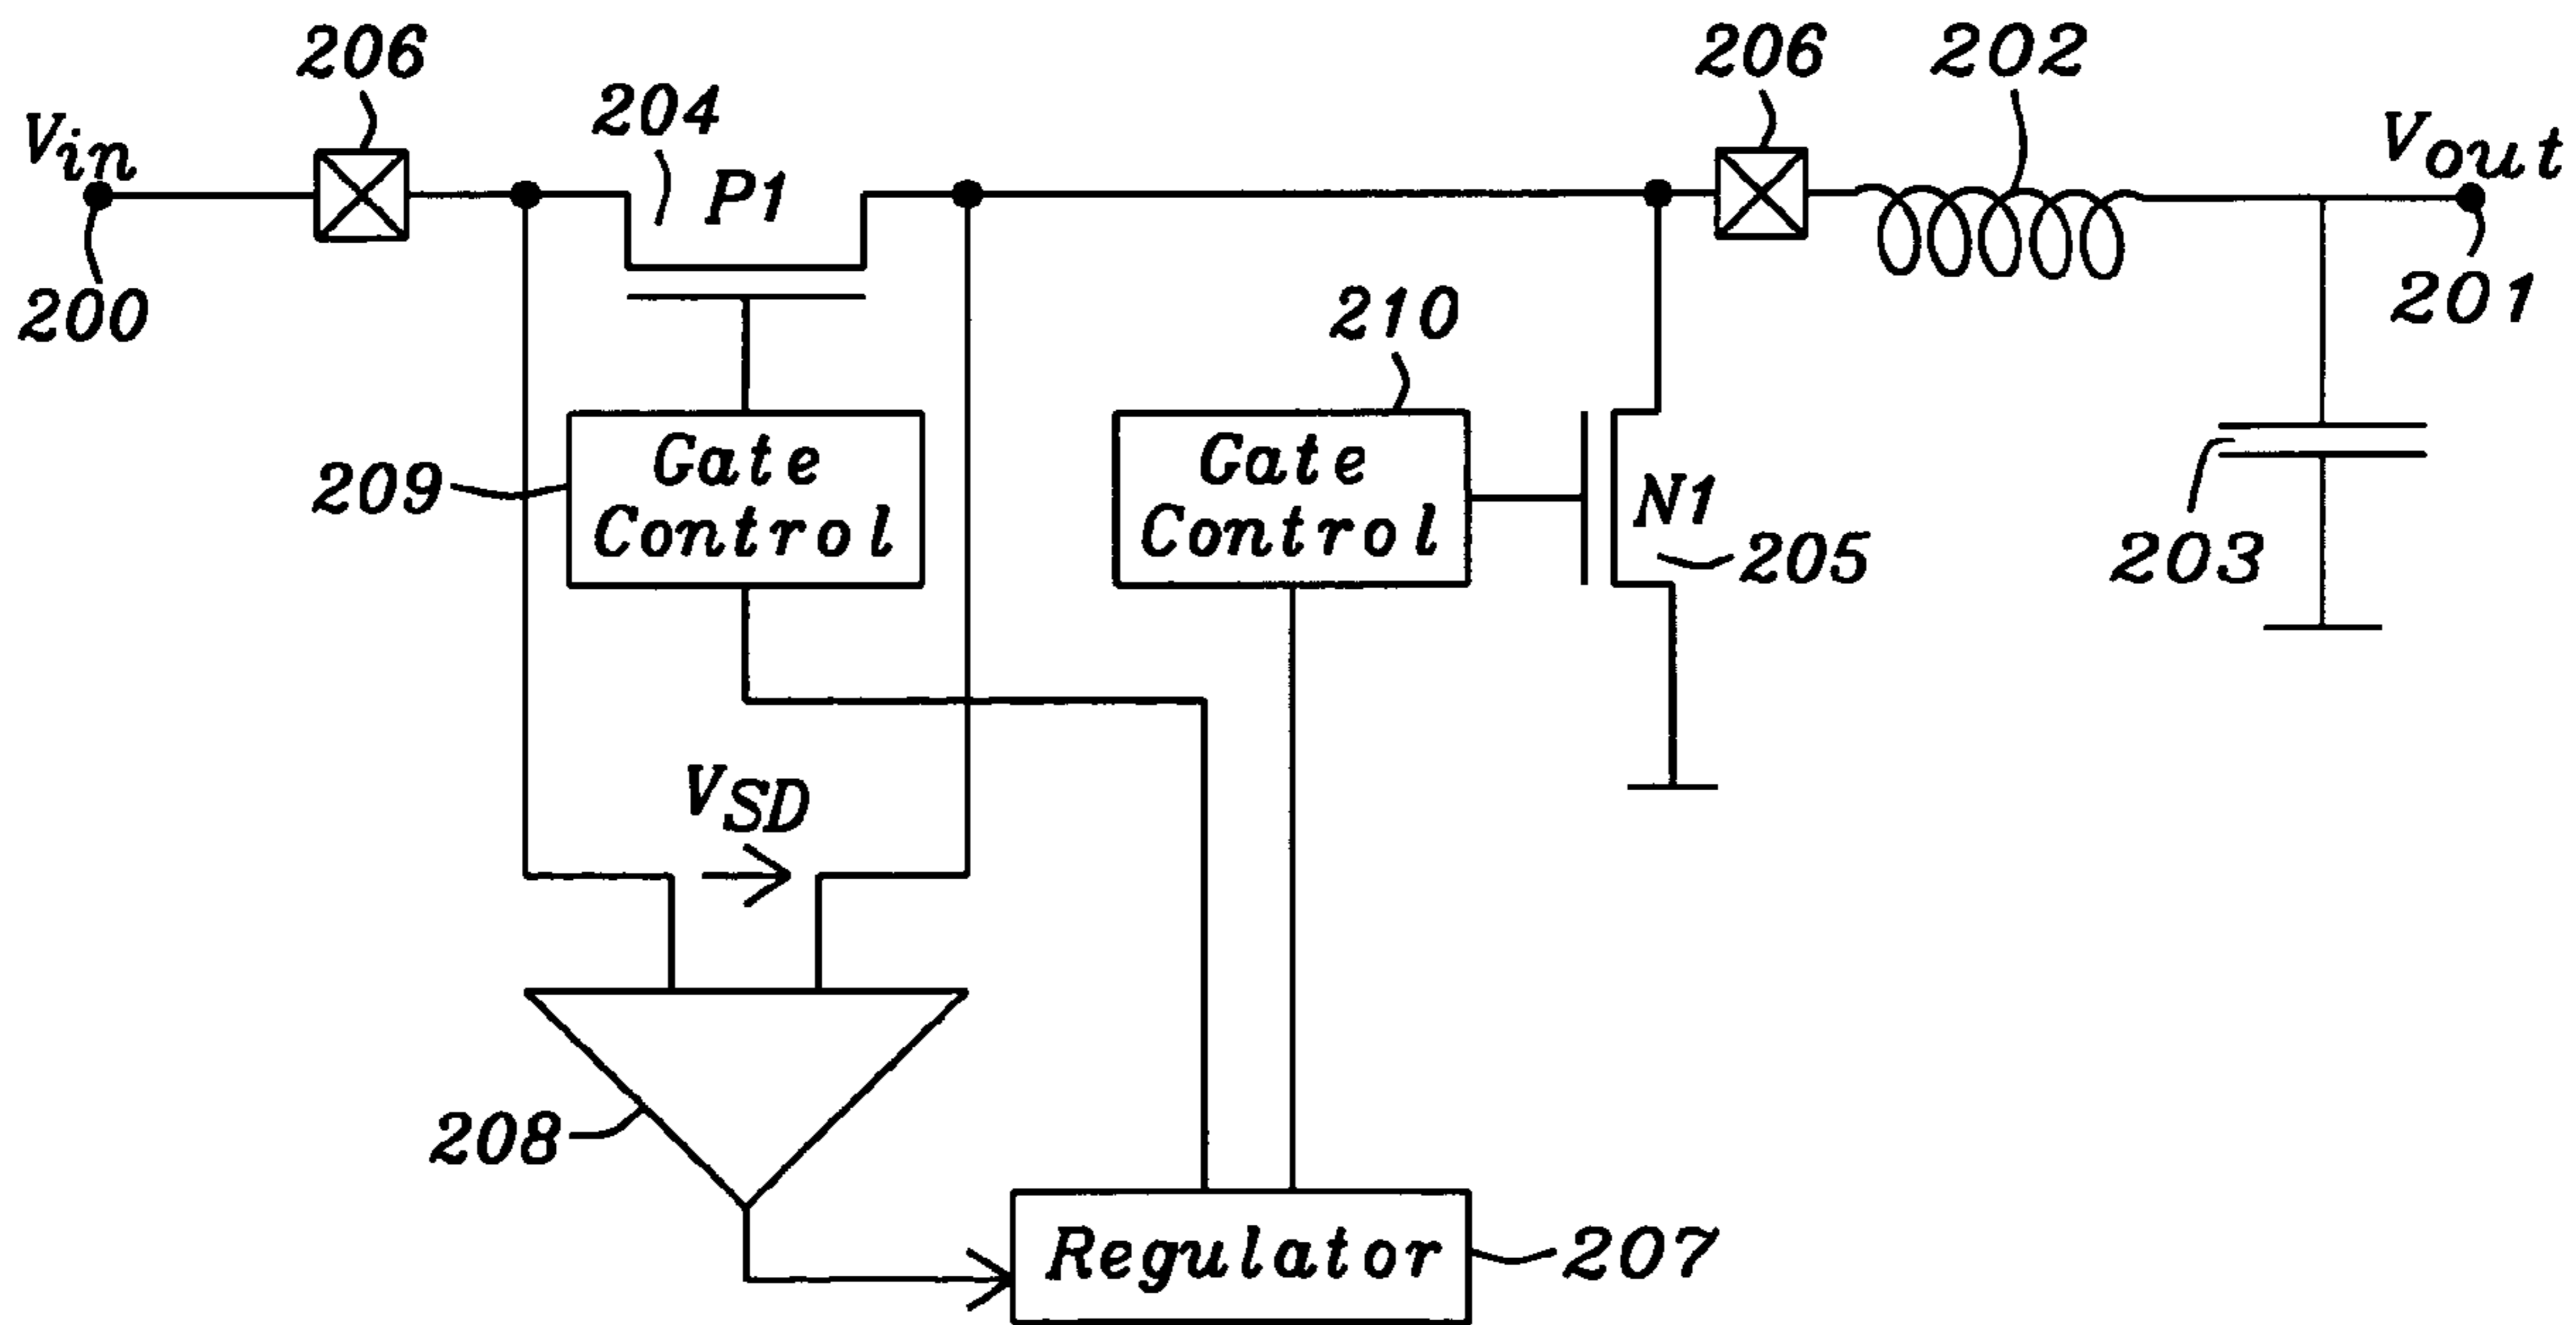 206
206
202
Vin
204
P1
Vout
200
210
201
Gate
Control
209
Gate
Control
N1
205
203
VSD
208
Regulator
207